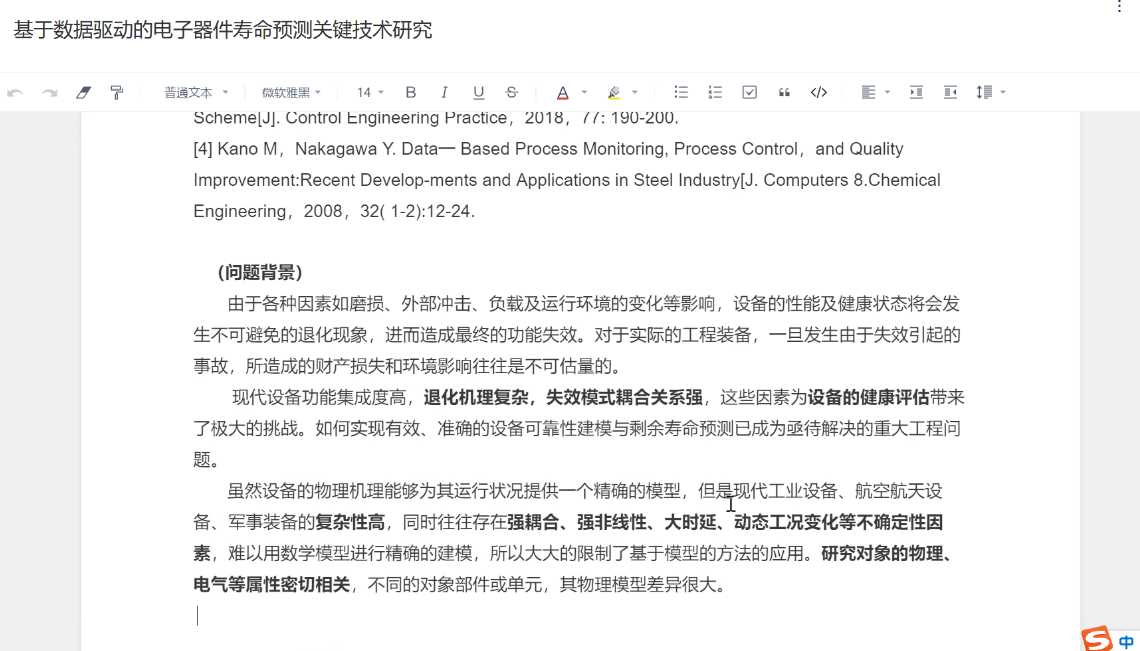 基于数据驱动的电子器件寿命预测关键技术研究
普通文本 微软雅黑 14 B I U S A
Scheme[J]. Control Engineering Practice，2018，77: 190-200.
[4] Kano M，Nakagawa Y. Data一 Based Process Monitoring, Process Control，and Quality
Improvement:Recent Develop-ments and Applications in Steel Industry[J. Computers 8.Chemical
Engineering，2008，32( 1-2):12-24.
（问题背景）
由于各种因素如磨损、外部冲击、负载及运行环境的变化等影响，设备的性能及健康状态将会发
生不可避免的退化现象，进而造成最终的功能失效。对于实际的工程装备，一旦发生由于失效引起的
事故，所造成的财产损失和环境影响往往是不可估量的。
现代设备功能集成度高，退化机理复杂，失效模式耦合关系强，这些因素为设备的健康评估带来
了极大的挑战。如何实现有效、准确的设备可靠性建模与剩余寿命预测已成为亟待解决的重大工程问
题。
虽然设备的物理机理能够为其运行状况提供一个精确的模型，但是现代工业设备、航空航天设
备、军事装备的复杂性高，同时往往存在强耦合、强非线性、大时延、动态工况变化等不确定性因
素，难以用数学模型进行精确的建模，所以大大的限制了基于模型的方法的应用。研究对象的物理、
电气等属性密切相关，不同的对象部件或单元，其物理模型差异很大。
S 中